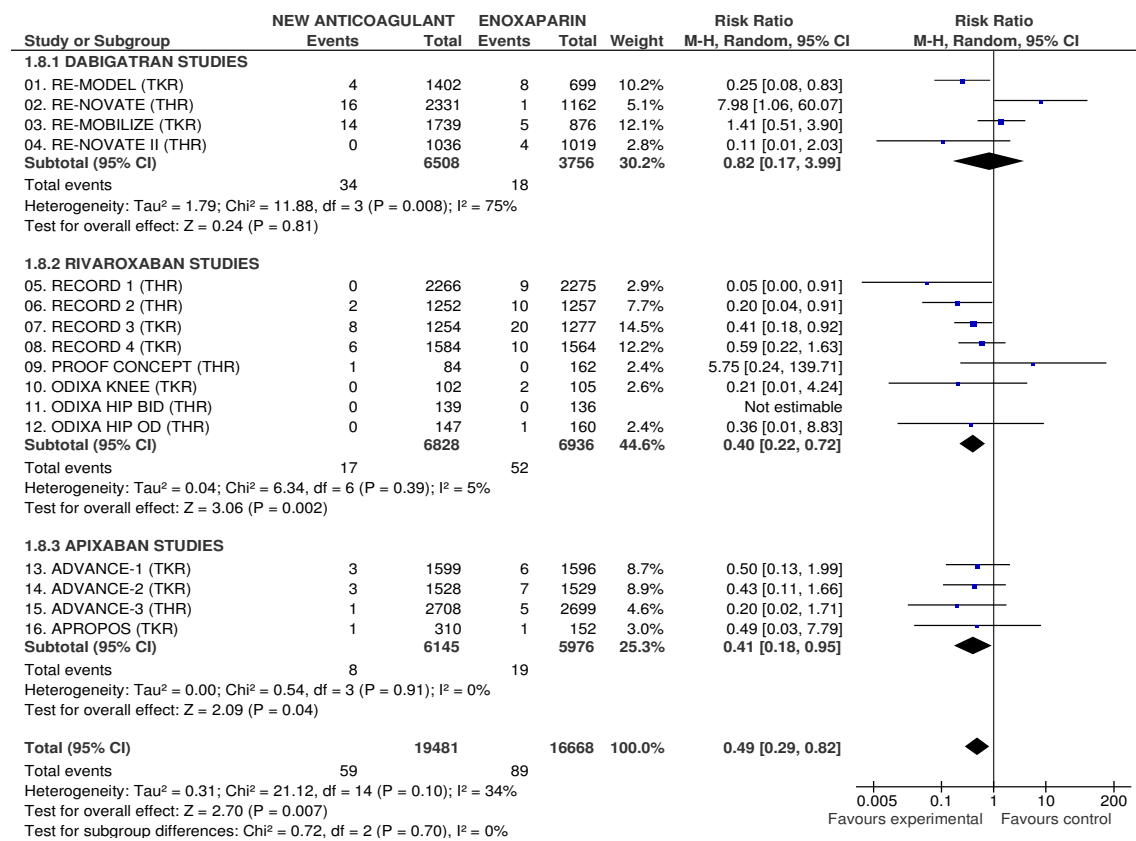 NEW ANTICOAGULANT ENOXAPARIN Risk Ratio Risk Ratio
Study or Subgroup Events Total Events Total Weight M-H, Random, 95% CI M-H, Random, 95% CI
1.8.1 DABIGATRAN STUDIES
01. RE-MODEL (TKR) 4 1402 8 699 10.2% 0.25 [0.08, 0.83]
02. RE-NOVATE (THR) 16 2331 1 1162 5.1% 7.98 [1.06, 60.07]
03. RE-MOBILIZE (TKR) 14 1739 5 876 12.1% 1.41 [0.51, 3.90]
04. RE-NOVATE II (THR) 0 1036 4 1019 2.8% 0.11 [0.01, 2.03]
Subtotal (95% CI) 6508 3756 30.2% 0.82 [0.17, 3.99]
Total events 34 18
Heterogeneity: Tau² = 1.79; Chi² = 11.88, df = 3 (P = 0.008); I² = 75%
Test for overall effect: Z = 0.24 (P = 0.81)
1.8.2 RIVAROXABAN STUDIES
05. RECORD 1 (THR) 0 2266 9 2275 2.9% 0.05 [0.00, 0.91]
06. RECORD 2 (THR) 2 1252 10 1257 7.7% 0.20 [0.04, 0.91]
07. RECORD 3 (TKR) 8 1254 20 1277 14.5% 0.41 [0.18, 0.92]
08. RECORD 4 (TKR) 6 1584 10 1564 12.2% 0.59 [0.22, 1.63]
09. PROOF CONCEPT (THR) 1 84 0 162 2.4% 5.75 [0.24, 139.71]
10. ODIXA KNEE (TKR) 0 102 2 105 2.6% 0.21 [0.01, 4.24]
11. ODIXA HIP BID (THR) 0 139 0 136 Not estimable
12. ODIXA HIP OD (THR) 0 147 1 160 2.4% 0.36 [0.01, 8.83]
Subtotal (95% CI) 6828 6936 44.6% 0.40 [0.22, 0.72]
Total events 17 52
Heterogeneity: Tau² = 0.04; Chi² = 6.34, df = 6 (P = 0.39); I² = 5%
Test for overall effect: Z = 3.06 (P = 0.002)
1.8.3 APIXABAN STUDIES
13. ADVANCE-1 (TKR) 3 1599 6 1596 8.7% 0.50 [0.13, 1.99]
14. ADVANCE-2 (TKR) 3 1528 7 1529 8.9% 0.43 [0.11, 1.66]
15. ADVANCE-3 (THR) 1 2708 5 2699 4.6% 0.20 [0.02, 1.71]
16. APROPOS (TKR) 1 310 1 152 3.0% 0.49 [0.03, 7.79]
Subtotal (95% CI) 6145 5976 25.3% 0.41 [0.18, 0.95]
Total events 8 19
Heterogeneity: Tau² = 0.00; Chi² = 0.54, df = 3 (P = 0.91); I² = 0%
Test for overall effect: Z = 2.09 (P = 0.04)
Total (95% CI) 19481 16668 100.0% 0.49 [0.29, 0.82]
Total events 59 89
Heterogeneity: Tau² = 0.31; Chi² = 21.12, df = 14 (P = 0.10); I² = 34%
Test for overall effect: Z = 2.70 (P = 0.007)
Test for subgroup differences: Chi² = 0.72, df = 2 (P = 0.70), I² = 0%
0.005 0.1 1 10 200
Favours experimental Favours control